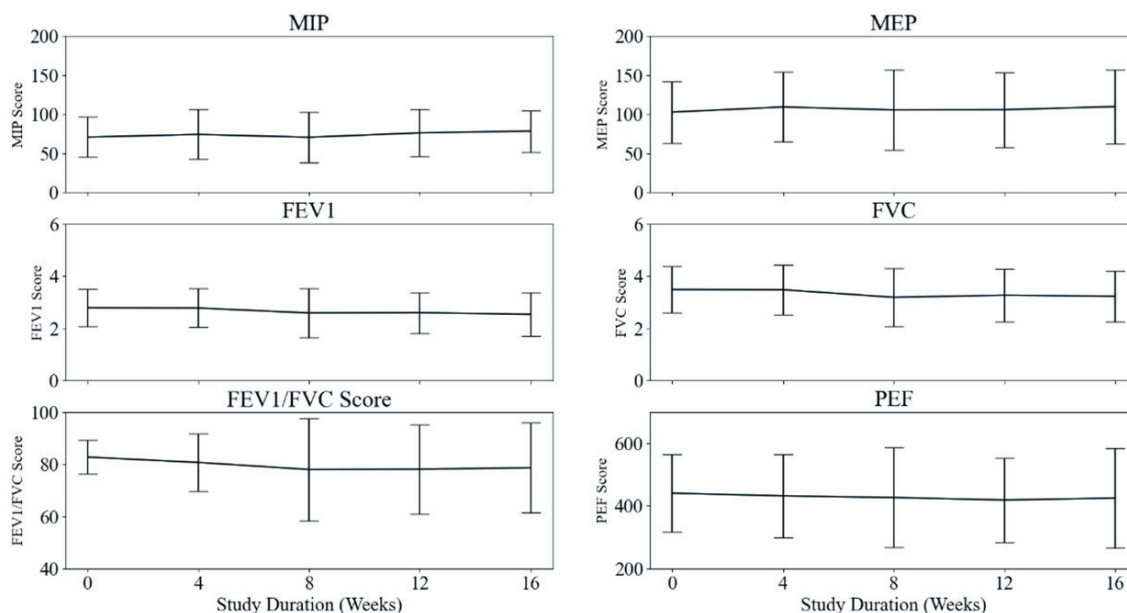 MIP
MIP Score
200
150
100
50
0
MEP
MEP Score
200
150
100
50
0
FEV1
FEV1 Score
6
4
2
0
FVC
FVC Score
6
4
2
0
FEV1/FVC Score
FEV1/FVC Score
100
80
60
40
0 4 8 12 16
Study Duration (Weeks)
PEF
PEF Score
600
400
200
0 4 8 12 16
Study Duration (Weeks)